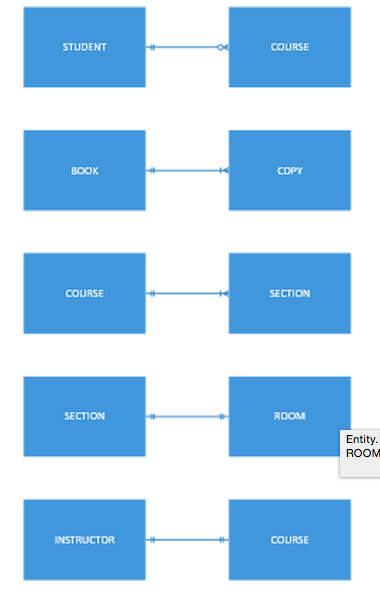 STUDENT
COURSE
BOOK
COPY
COURSE
SECTION
SECTION
ROOM
Entity.
ROOM
INSTRUCTOR
COURSE